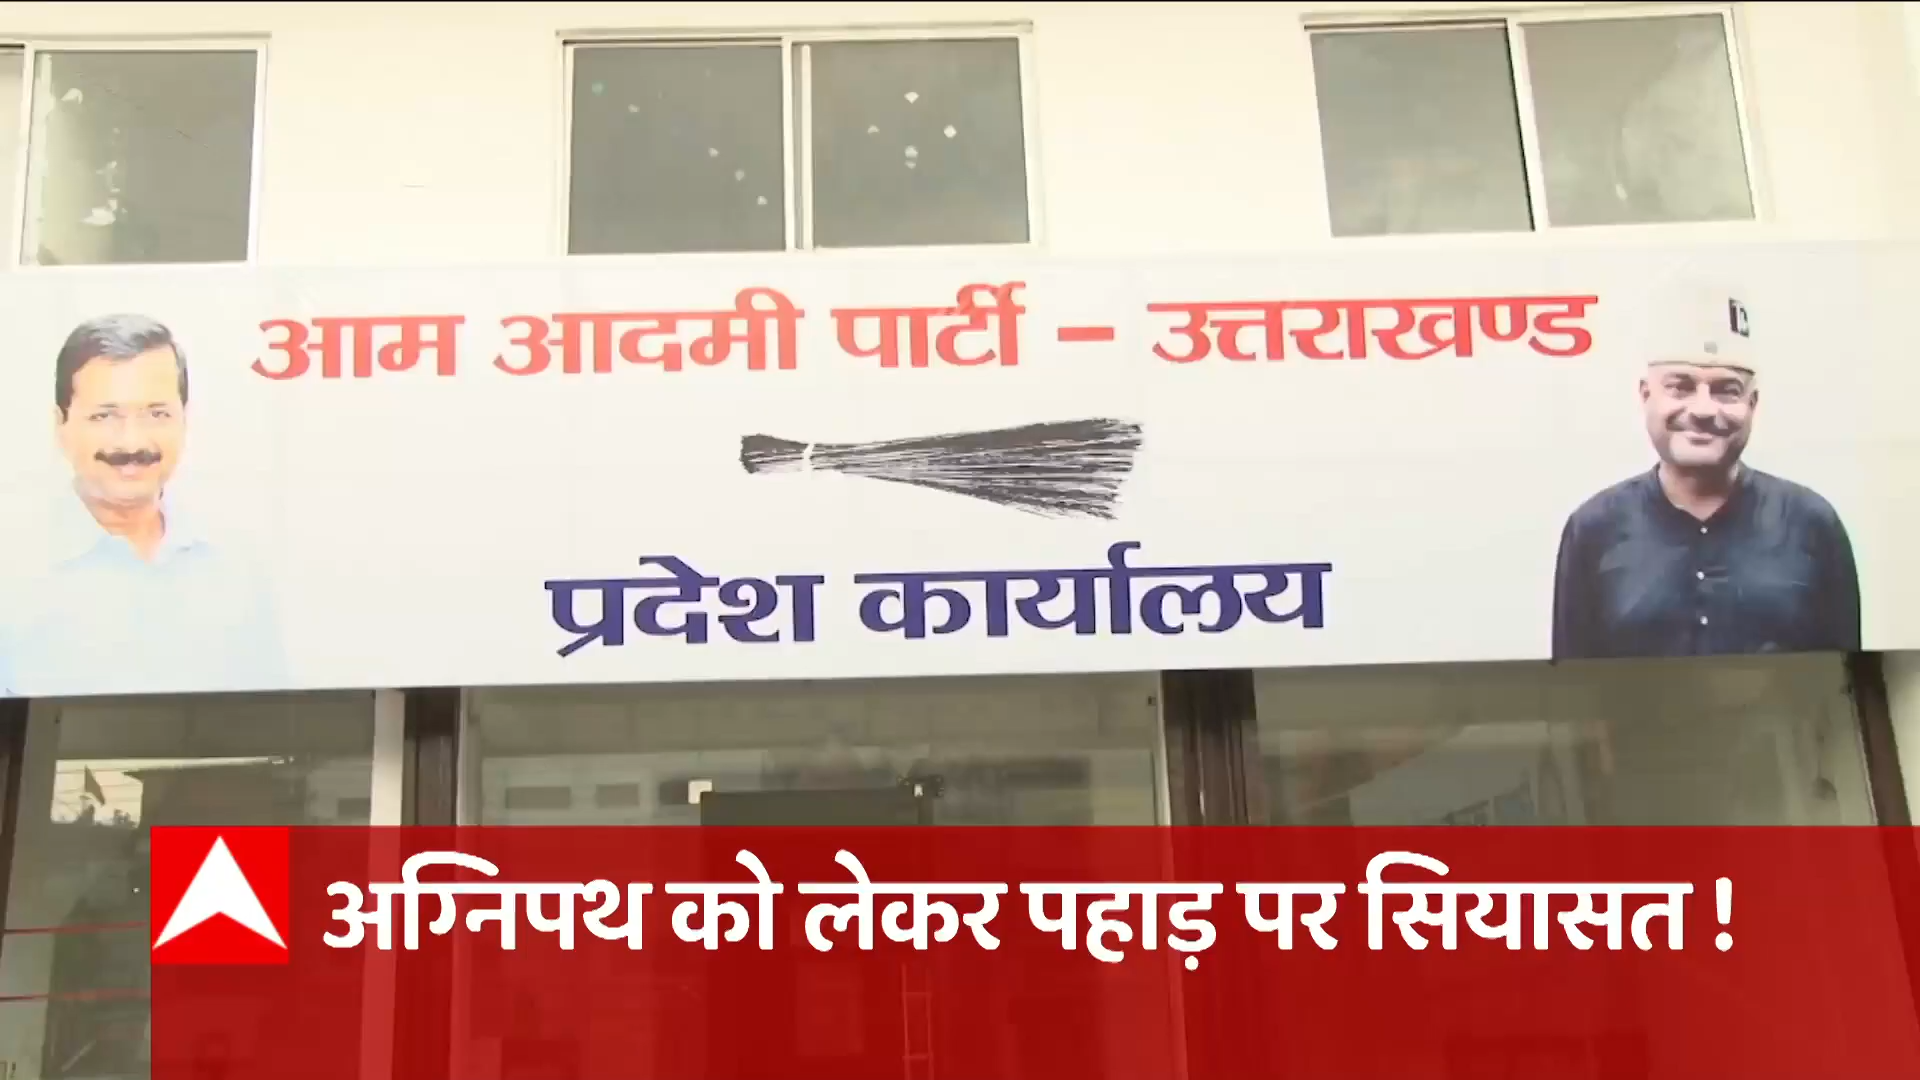 आम आदमी पार्टी - उत्तराखण्ड
प्रदेश कार्यालय
अग्निपथ को लेकर पहाड़ पर सियासत !